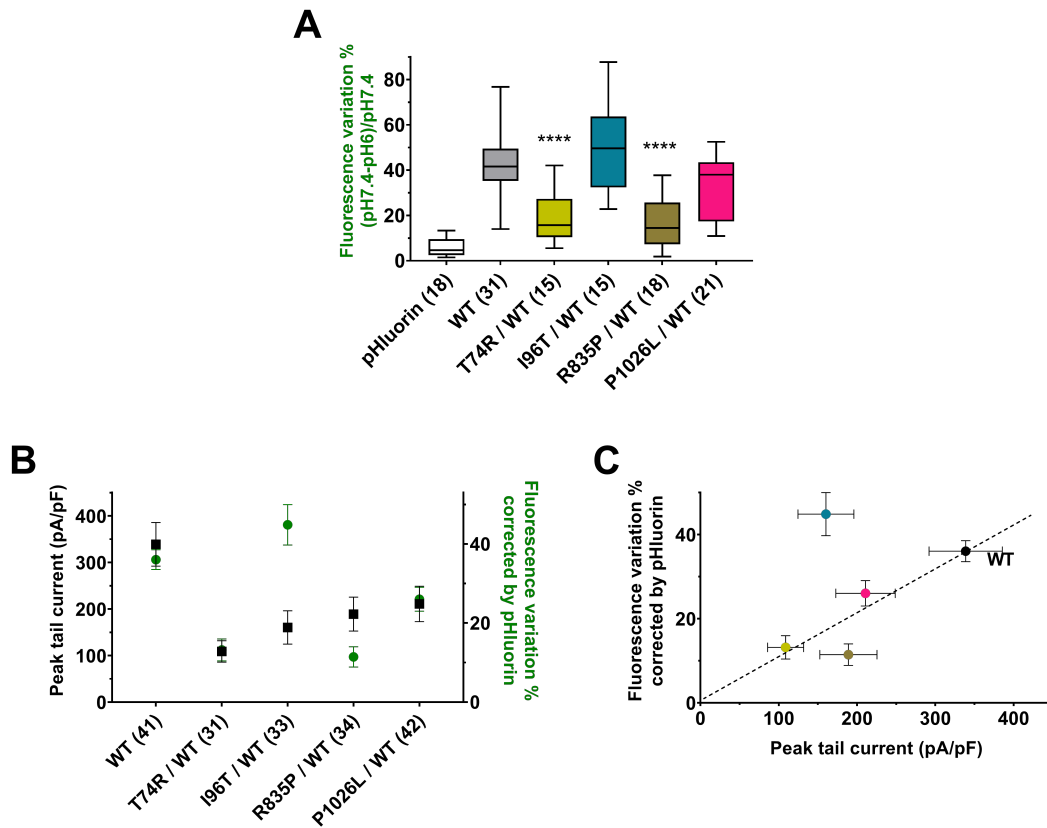 A
Fluorescence variation %
(pH7.4-pH6)/pH7.4
80
60
40
20
0
****
****
pHluorin (18)
WT (31)
T74R / WT (15)
I96T / WT (15)
R835P / WT (18)
P1026L / WT (21)
B
Peak tail current (pA/pF)
400
300
200
100
0
40
20
0
Fluorescence variation %
corrected by pHluorin
WT (41)
T74R / WT (31)
I96T / WT (33)
R835P / WT (34)
P1026L / WT (42)
C
Fluorescence variation %
corrected by pHluorin
40
20
0
WT
0
100
200
300
400
Peak tail current (pA/pF)